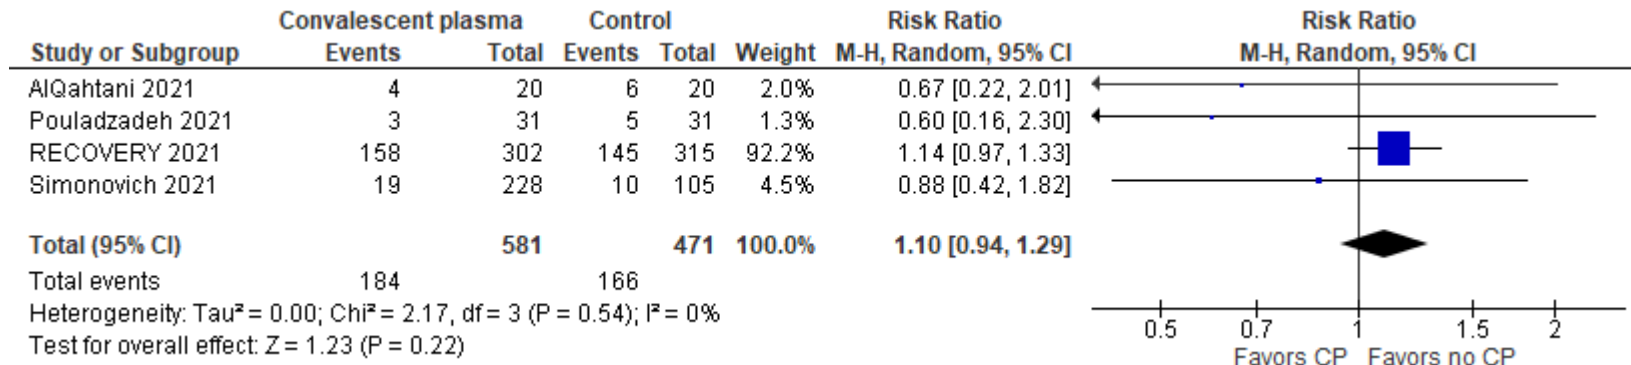 Convalescent plasma Control Risk Ratio Risk Ratio
Study or Subgroup Events Total Events Total Weight M-H, Random, 95% CI M-H, Random, 95% CI
AlQahtani 2021 4 20 6 20 2.0% 0.67 [0.22, 2.01]
Pouladzadeh 2021 3 31 5 31 1.3% 0.60 [0.16, 2.30]
RECOVERY 2021 158 302 145 315 92.2% 1.14 [0.97, 1.33]
Simonovich 2021 19 228 10 105 4.5% 0.88 [0.42, 1.82]
Total (95% CI) 581 471 100.0% 1.10 [0.94, 1.29]
Total events 184 166
Heterogeneity: Tau² = 0.00; Chi² = 2.17, df = 3 (P = 0.54); I² = 0%
Test for overall effect: Z = 1.23 (P = 0.22)
0.5 0.7 1 1.5 2
Favors CP Favors no CP